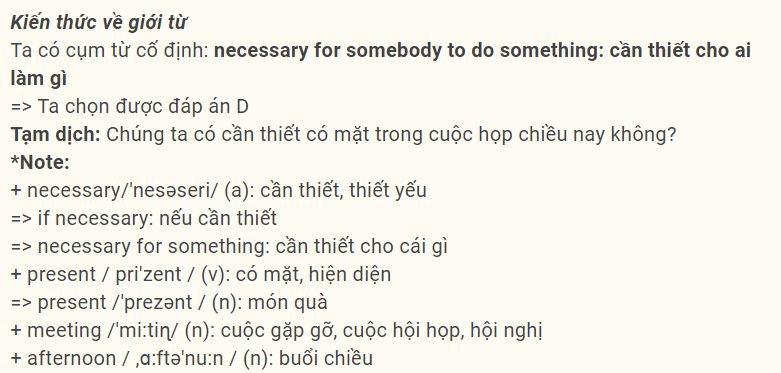 Kiến thức về giới từ
Ta có cụm từ cố định: necessary for somebody to do something: cần thiết cho ai
làm gì
=> Ta chọn được đáp án D
Tạm dịch: Chúng ta có cần thiết có mặt trong cuộc họp chiều nay không?
*Note:
+ necessary/'nesəseri/ (a): cần thiết, thiết yếu
=> if necessary: nếu cần thiết
=> necessary for something: cần thiết cho cái gì
+ present / pri'zent / (v): có mặt, hiện diện
=> present /'prezənt / (n): món quà
+ meeting /'mi:tiɳ/ (n): cuộc gặp gỡ, cuộc hội họp, hội nghị
+ afternoon / ,ɑ:ftə'nu:n / (n): buổi chiều